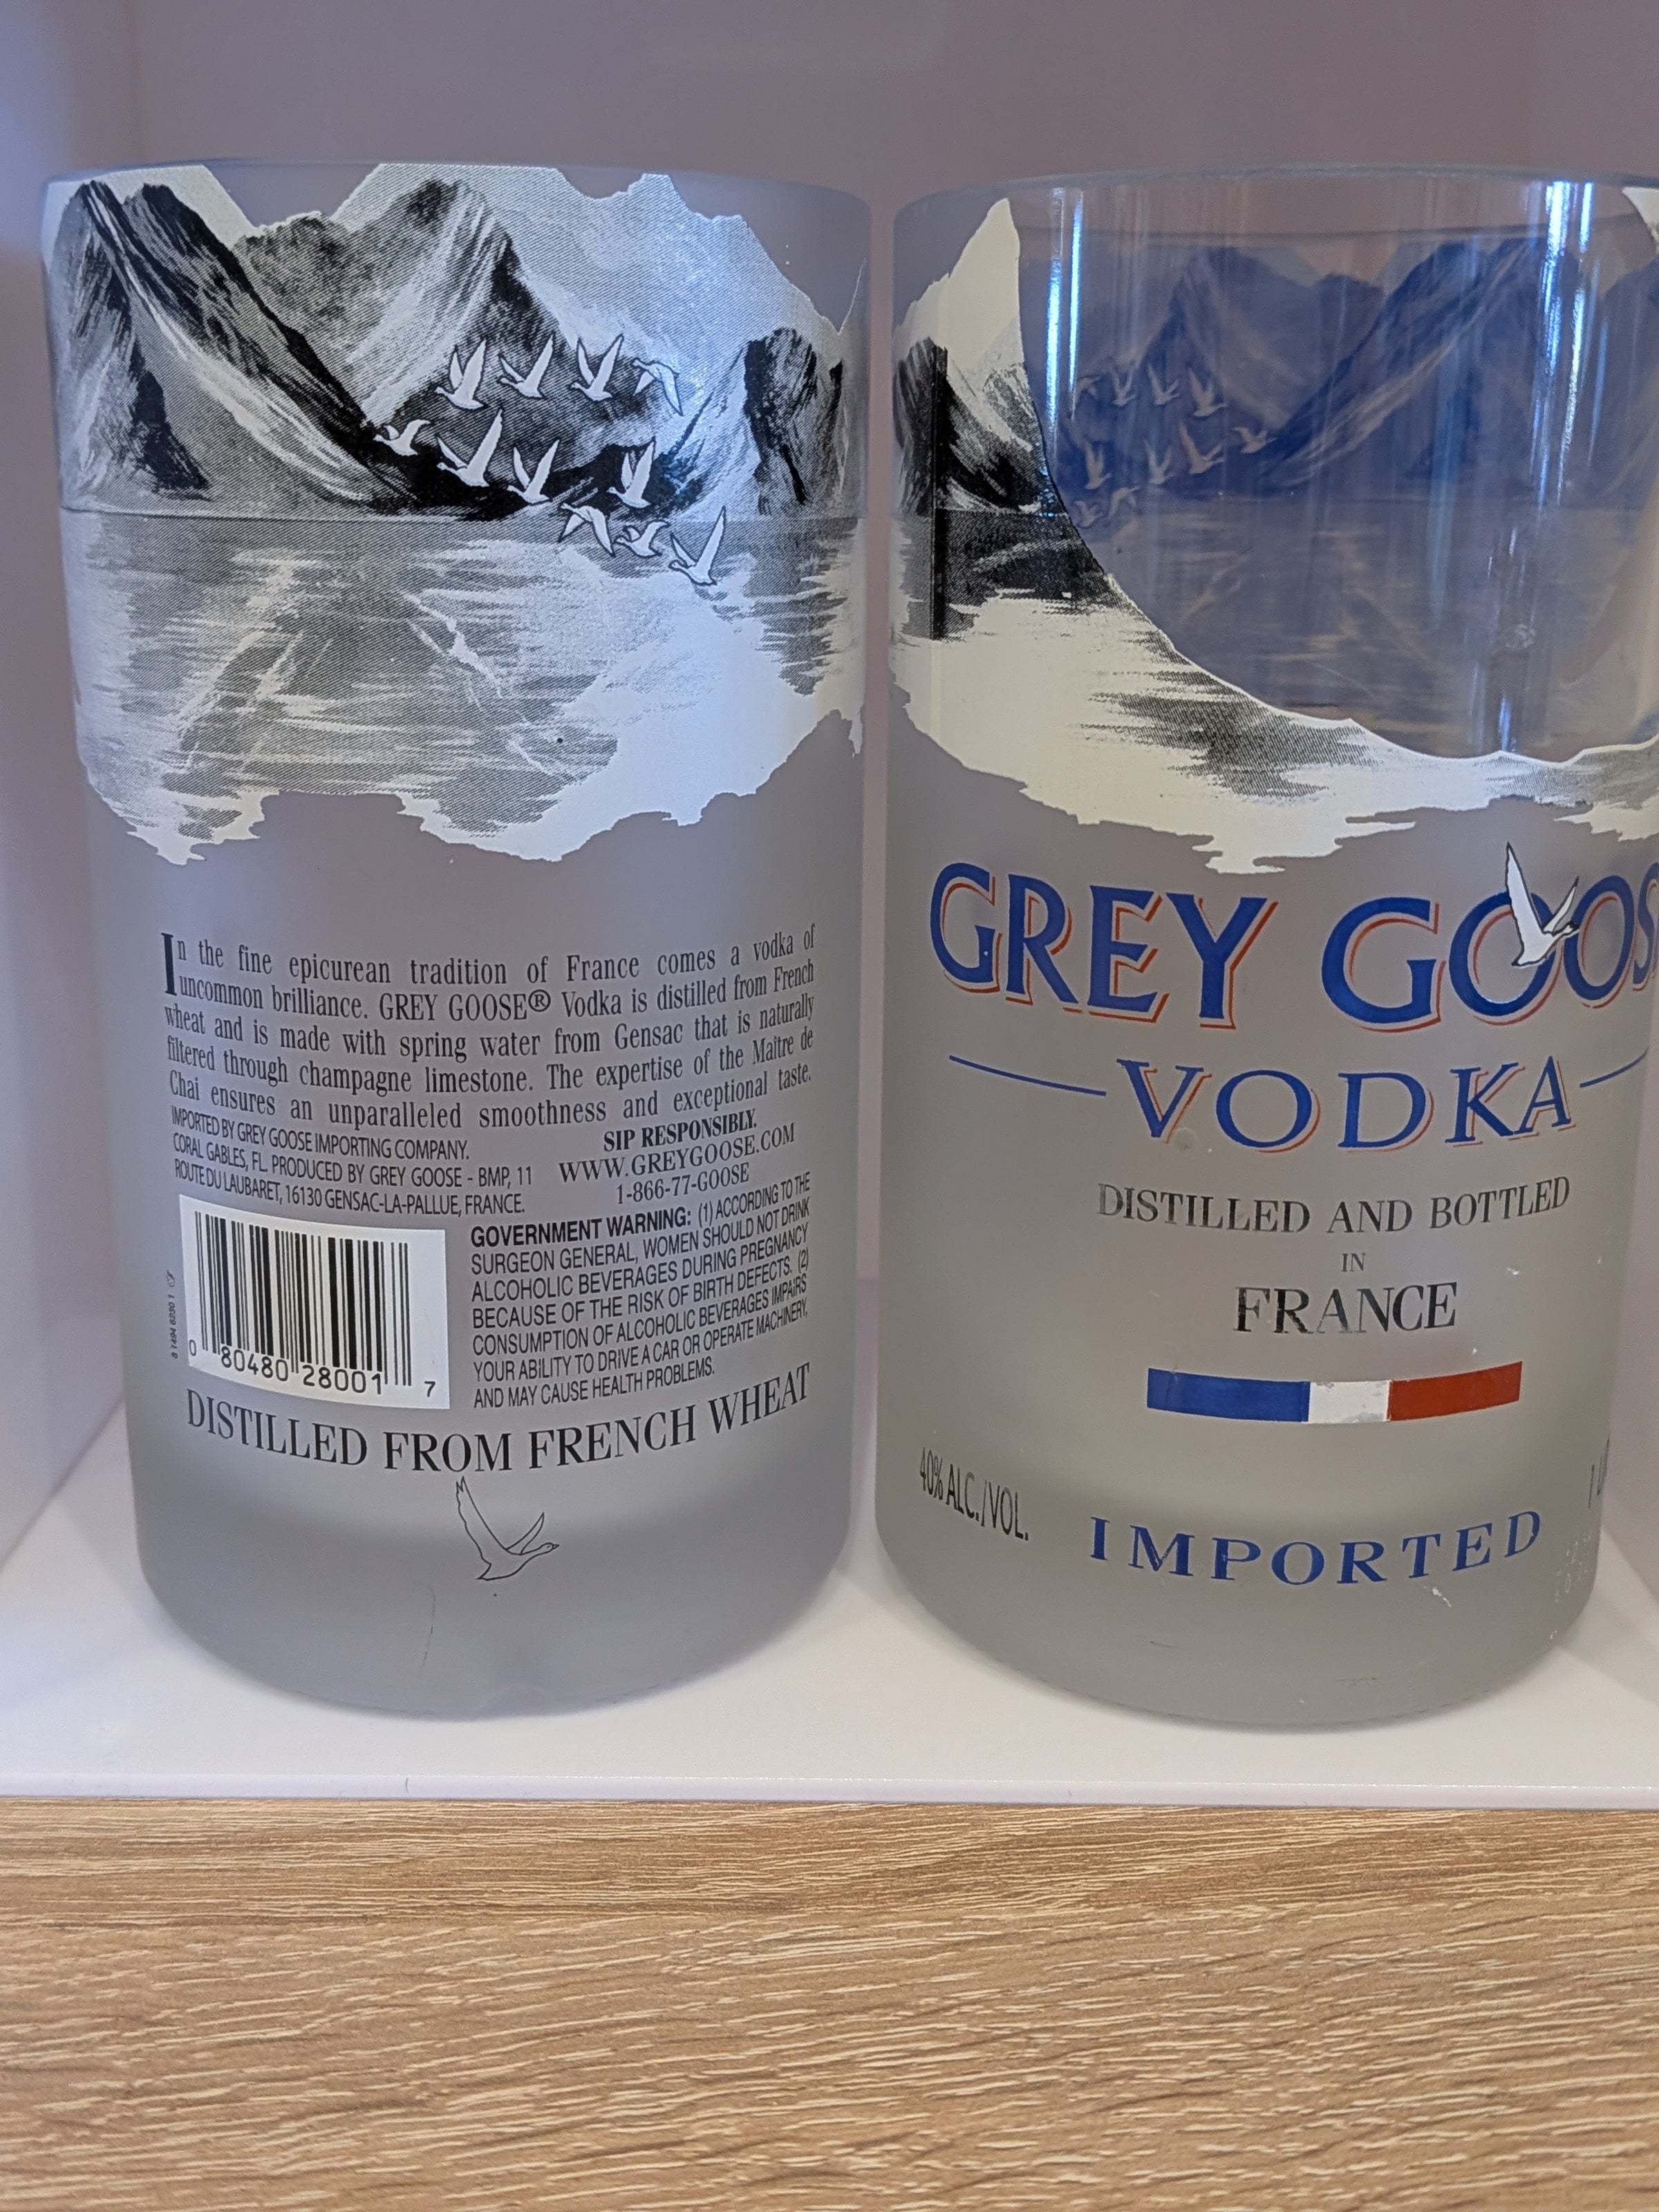 In the fine epicurean tradition of France comes a vodka of
uncommon brilliance. GREY GOOSE® Vodka is distilled from French
wheat and is made with spring water from Gensac that is naturally
filtered through champagne limestone. The expertise of the Maître de
Chai ensures an unparalleled smoothness and exceptional taste.
IMPORTED BY GREY GOOSE IMPORTING COMPANY.
CORAL GABLES, FL. PRODUCED BY GREY GOOSE - BMP, 11
ROUTE DU LAUBARET, 16130 GENSAC-LA-PALLUE, FRANCE.
SIP RESPONSIBLY.
WWW.GREYGOOSE.COM
1-866-77-GOOSE
GOVERNMENT WARNING: (1) ACCORDING TO THE
SURGEON GENERAL, WOMEN SHOULD NOT DRINK
ALCOHOLIC BEVERAGES DURING PREGNANCY
BECAUSE OF THE RISK OF BIRTH DEFECTS. (2)
CONSUMPTION OF ALCOHOLIC BEVERAGES IMPAIRS
YOUR ABILITY TO DRIVE A CAR OR OPERATE MACHINERY,
AND MAY CAUSE HEALTH PROBLEMS.
0 80480 28001 7
DISTILLED FROM FRENCH WHEAT
GREY GOOS
VODKA
DISTILLED AND BOTTLED
IN
FRANCE
40% ALC./VOL.
IMPORTED